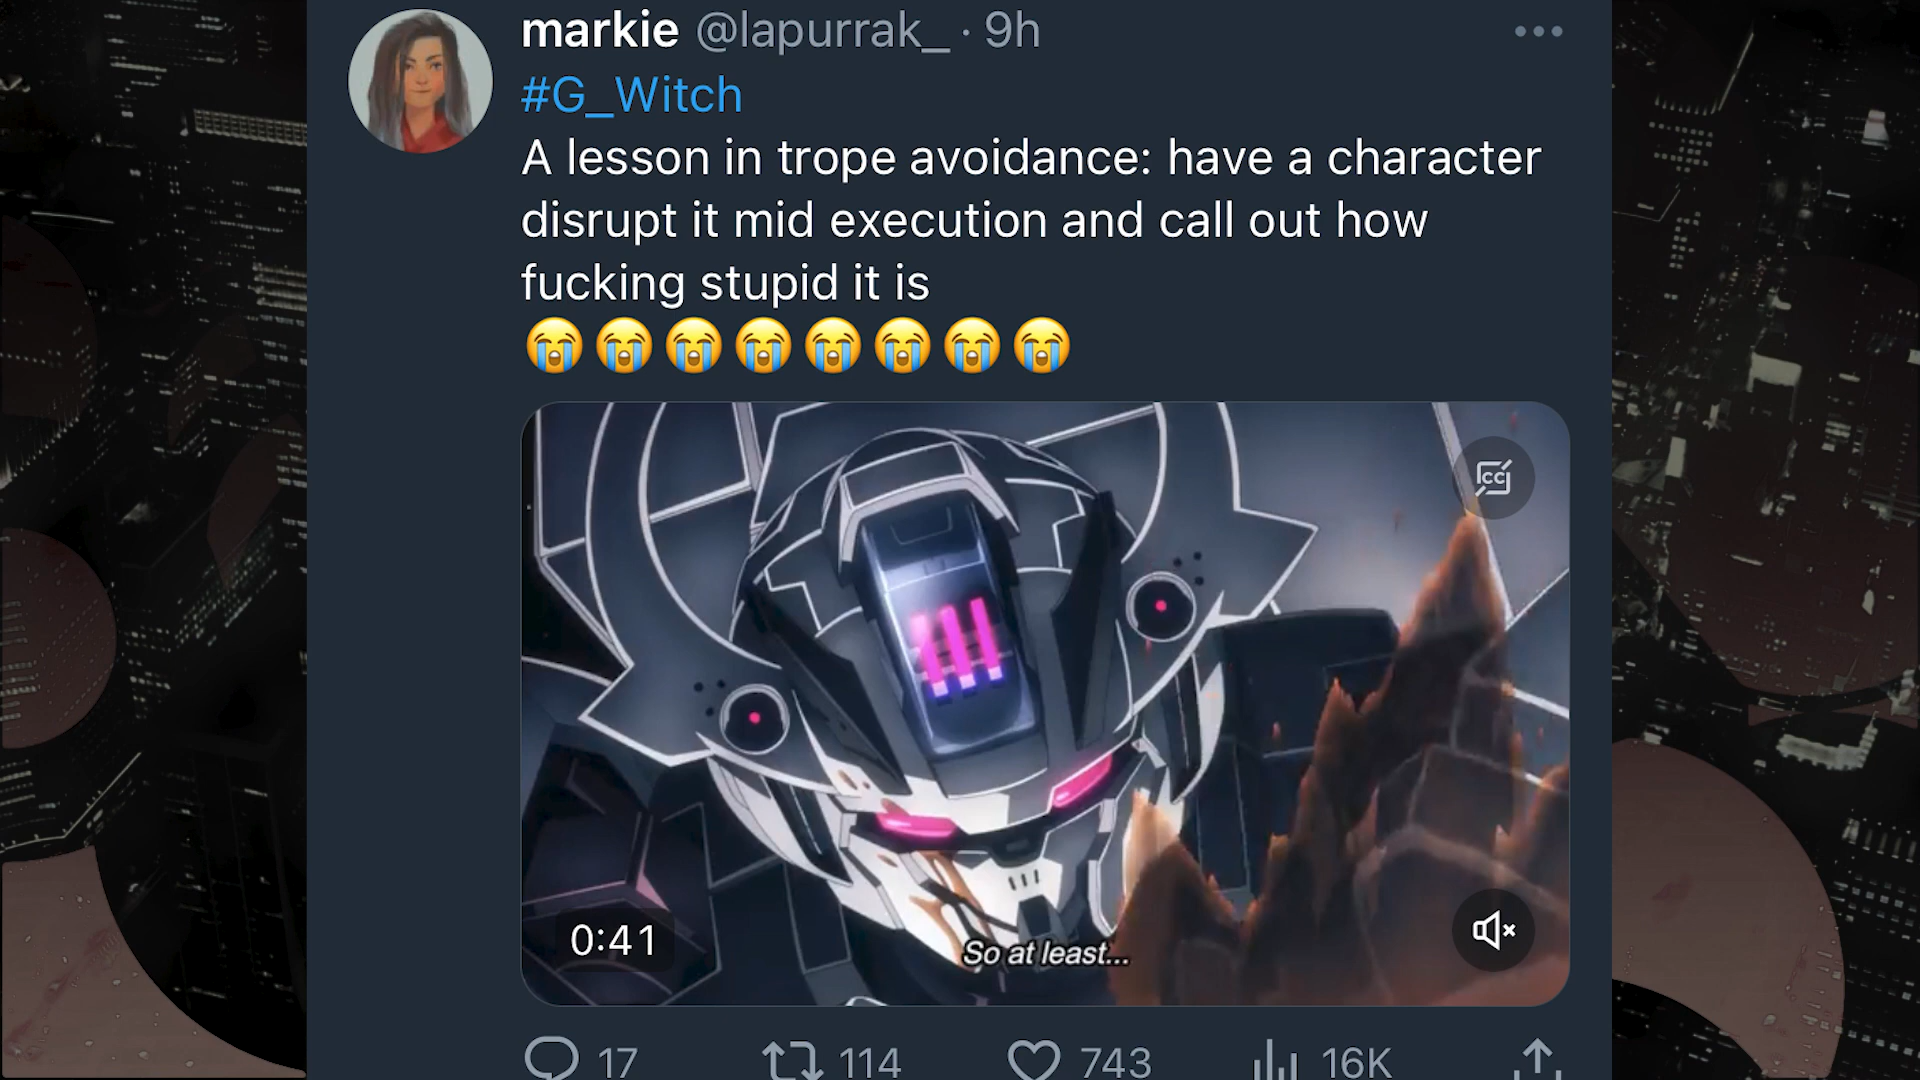 markie @lapurrak_ · 9h
#G_Witch
A lesson in trope avoidance: have a character
disrupt it mid execution and call out how
fucking stupid it is
😭😭😭😭😭😭😭😭
CC
0:41
So at least...
17 114 743 16K